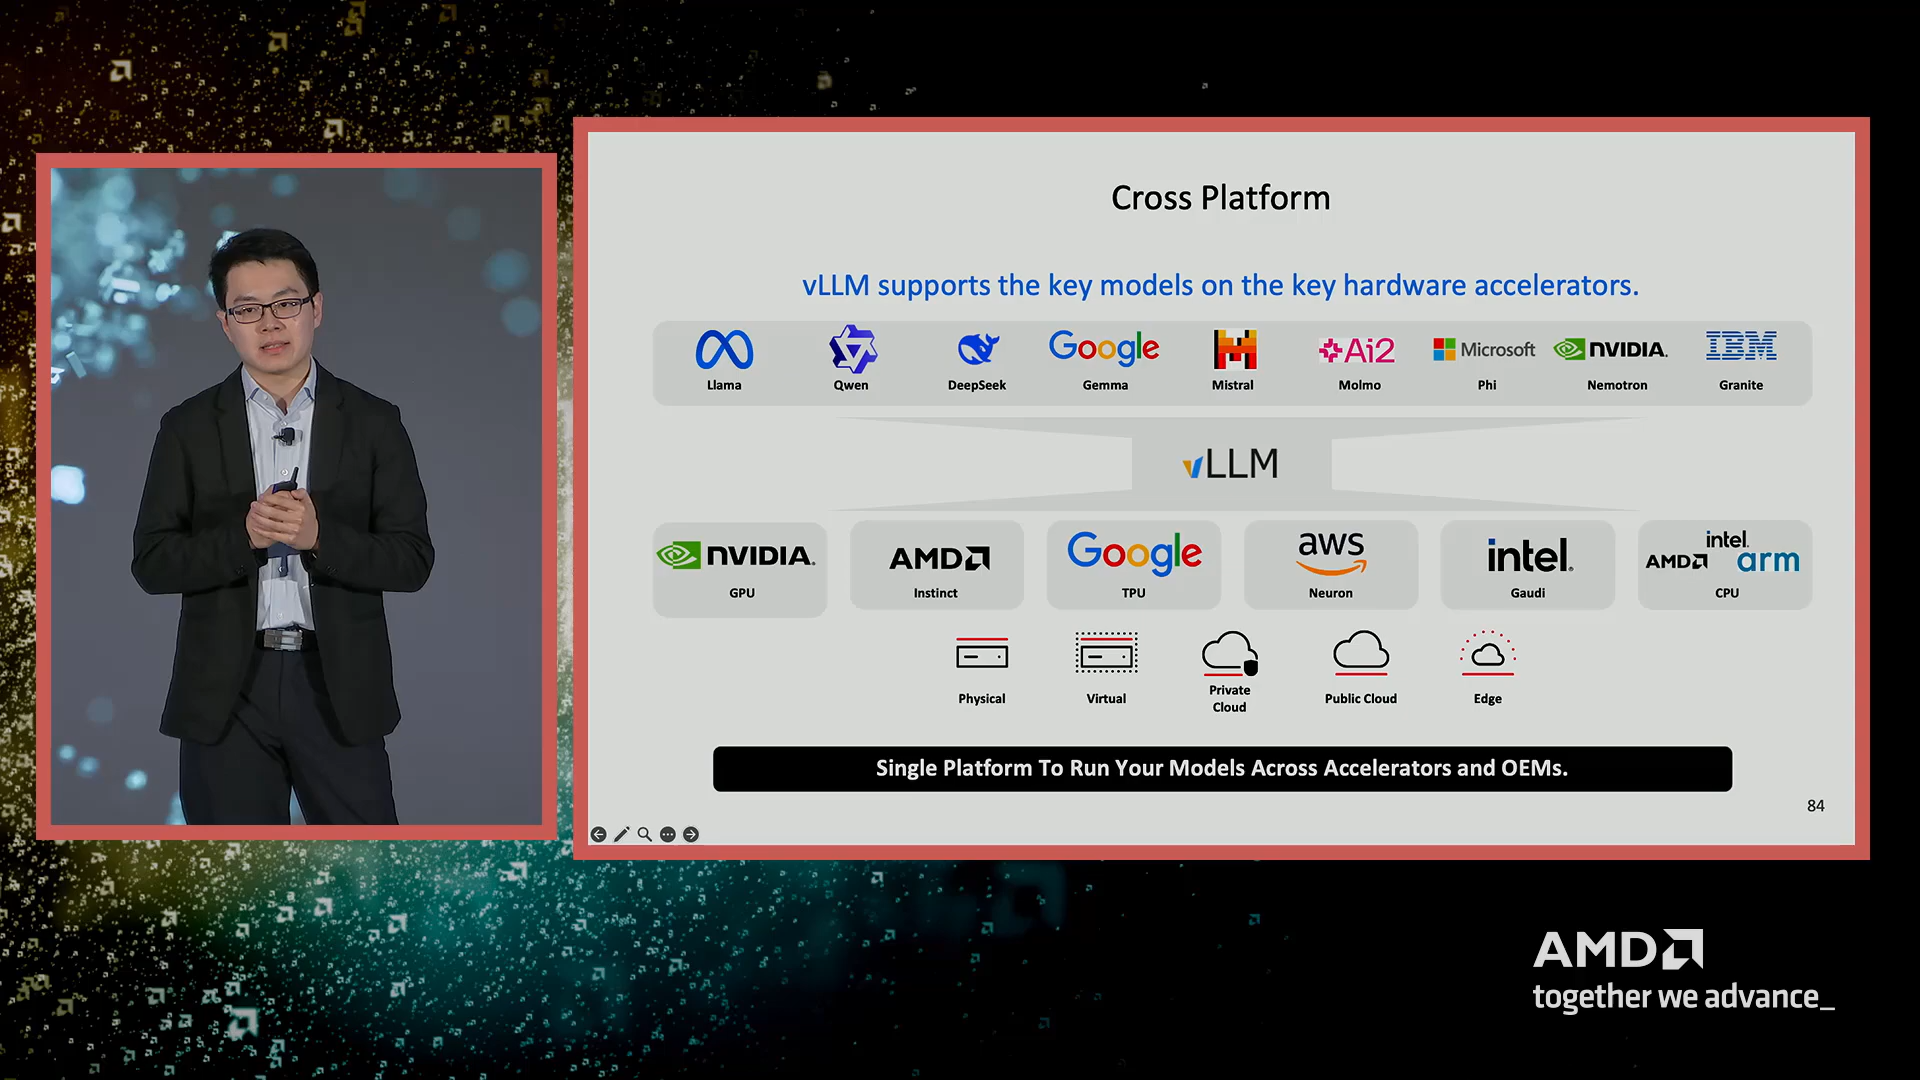 Cross Platform
vLLM supports the key models on the key hardware accelerators.
Google Ai2 Microsoft NVIDIA. IBM
Llama Qwen DeepSeek Gemma Mistral Molmo Phi Nemotron Granite
vLLM
NVIDIA. AMD Google aws intel. AMD intel. arm
GPU Instinct TPU Neuron Gaudi CPU
Physical Virtual Private Cloud Public Cloud Edge
Single Platform To Run Your Models Across Accelerators and OEMs.
84
AMD
together we advance_